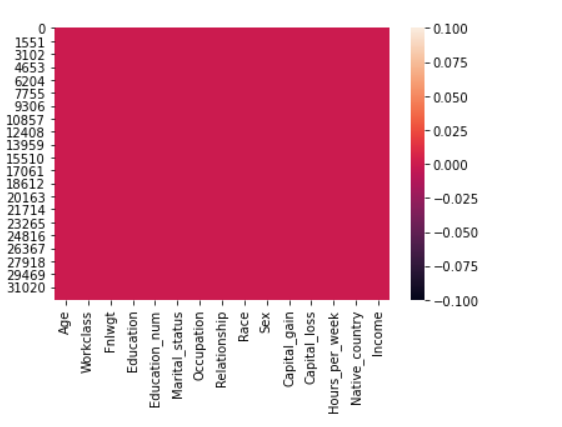 0
1551
3102
4653
6204
7755
9306
10857
12408
13959
15510
17061
18612
20163
21714
23265
24816
26367
27918
29469
31020
Age
Workclass
Fnlwgt
Education
Education_num
Marital_status
Occupation
Relationship
Race
Sex
Capital_gain
Capital_loss
Hours_per_week
Native_country
Income
0.100
0.075
0.050
0.025
0.000
−0.025
−0.050
−0.075
−0.100